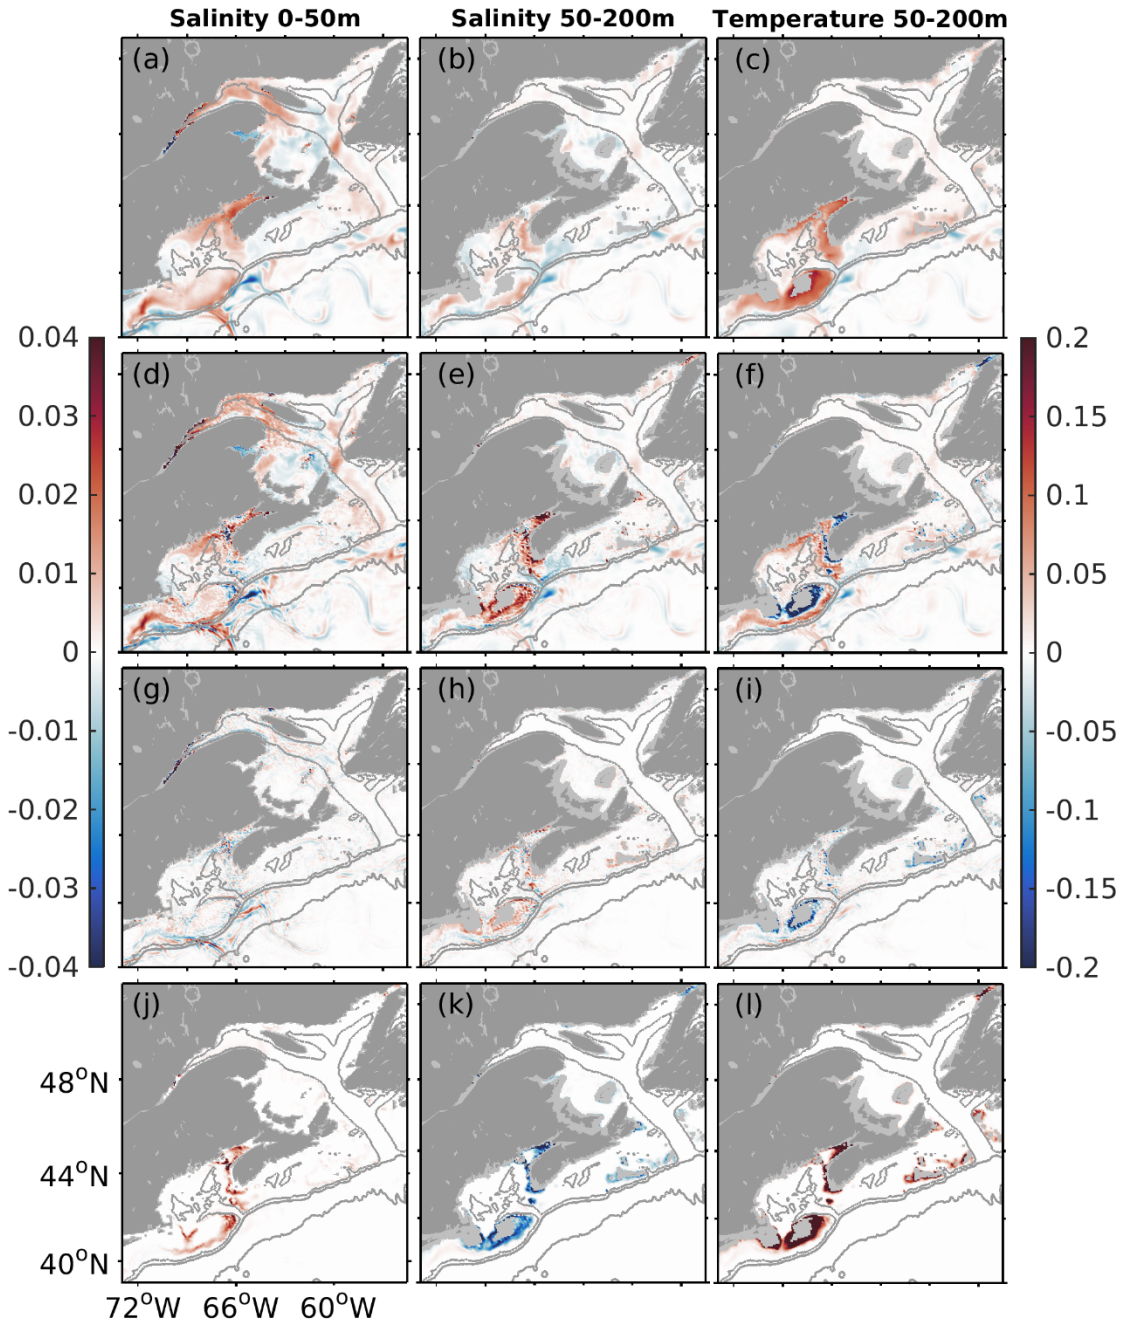 Salinity 0-50m Salinity 50-200m Temperature 50-200m
(a) (b) (c)
0.04 0.2
(d) (e) (f)
0.03 0.15
0.02 0.1
0.01 0.05
0 0
(g) (h) (i)
-0.01 -0.05
-0.02 -0.1
-0.03 -0.15
-0.04 -0.2
(j) (k) (l)
48°N
44°N
40°N
72°W 66°W 60°W